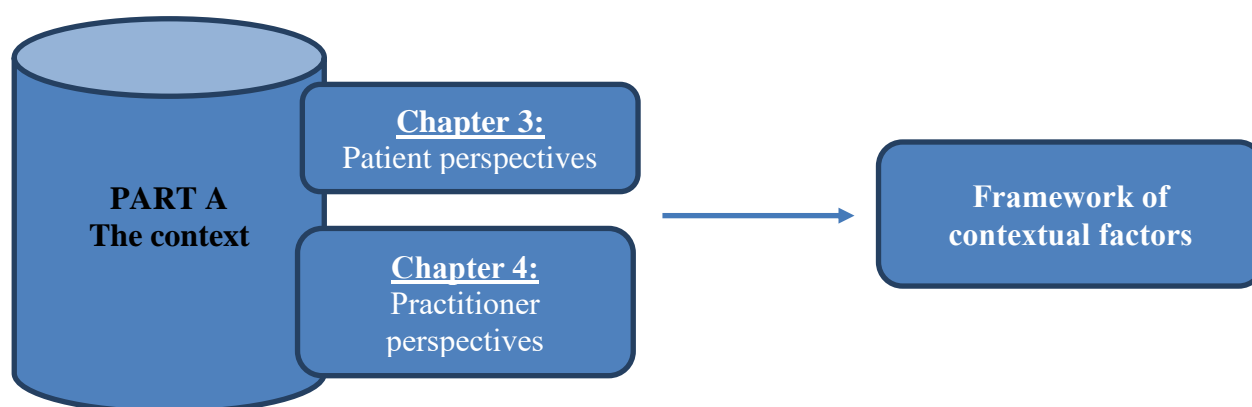 PART A
The context
Chapter 3:
Patient perspectives
Chapter 4:
Practitioner
perspectives
Framework of
contextual factors